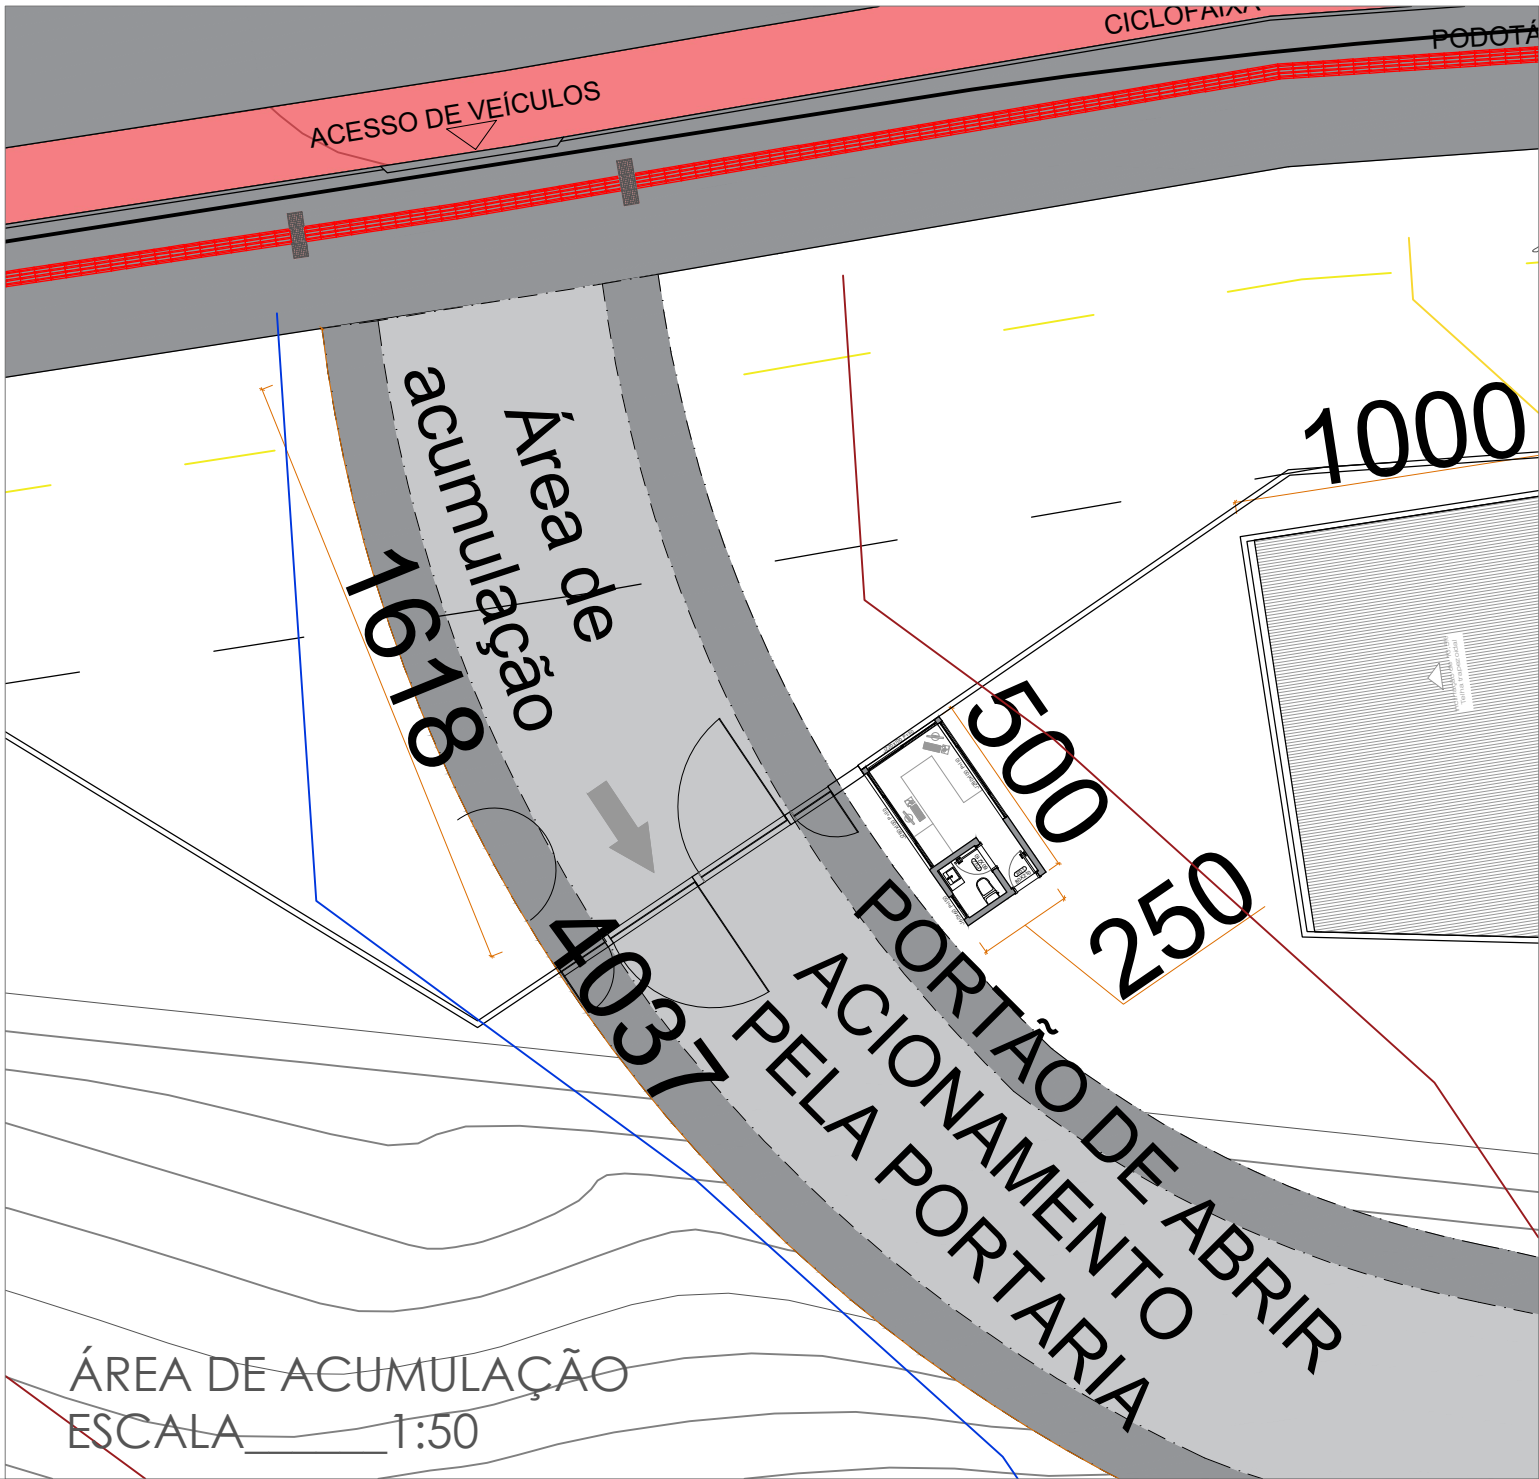 CICLOFAIXA
PODOTÁ
ACESSO DE VEÍCULOS
Área de
acumulação
1000
1618
500
250
4037
PORTÃO DE ABRIR
ACIONAMENTO
PELA PORTARIA
ÁREA DE ACUMULAÇÃO
ESCALA______1:50